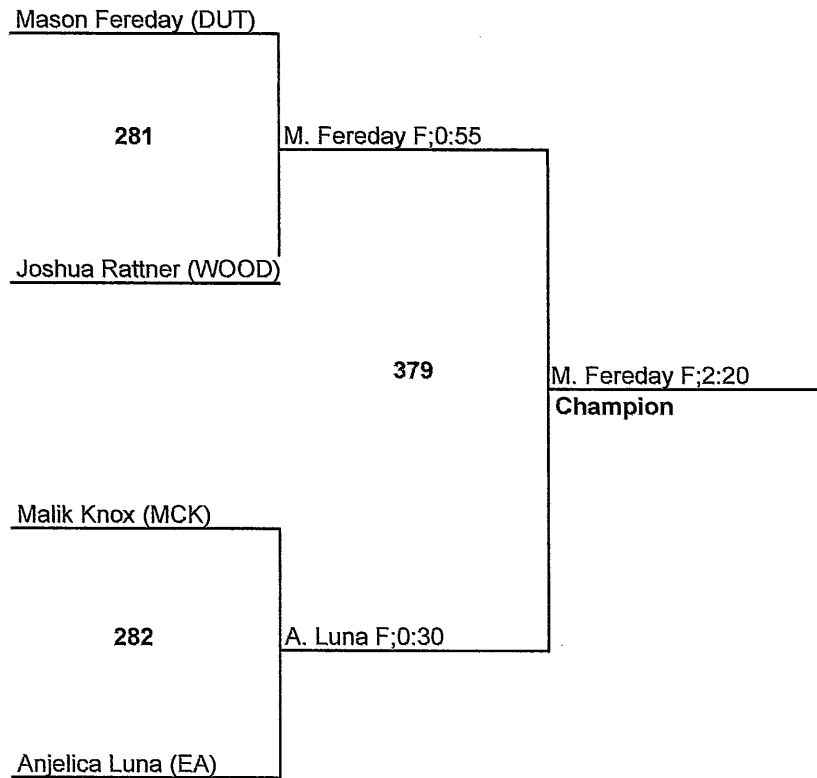 Mason Fereday (DUT)
281
M. Fereday F;0:55
Joshua Rattner (WOOD)
379
M. Fereday F;2:20
Champion
Malik Knox (MCK)
282
A. Luna F;0:30
Anjelica Luna (EA)